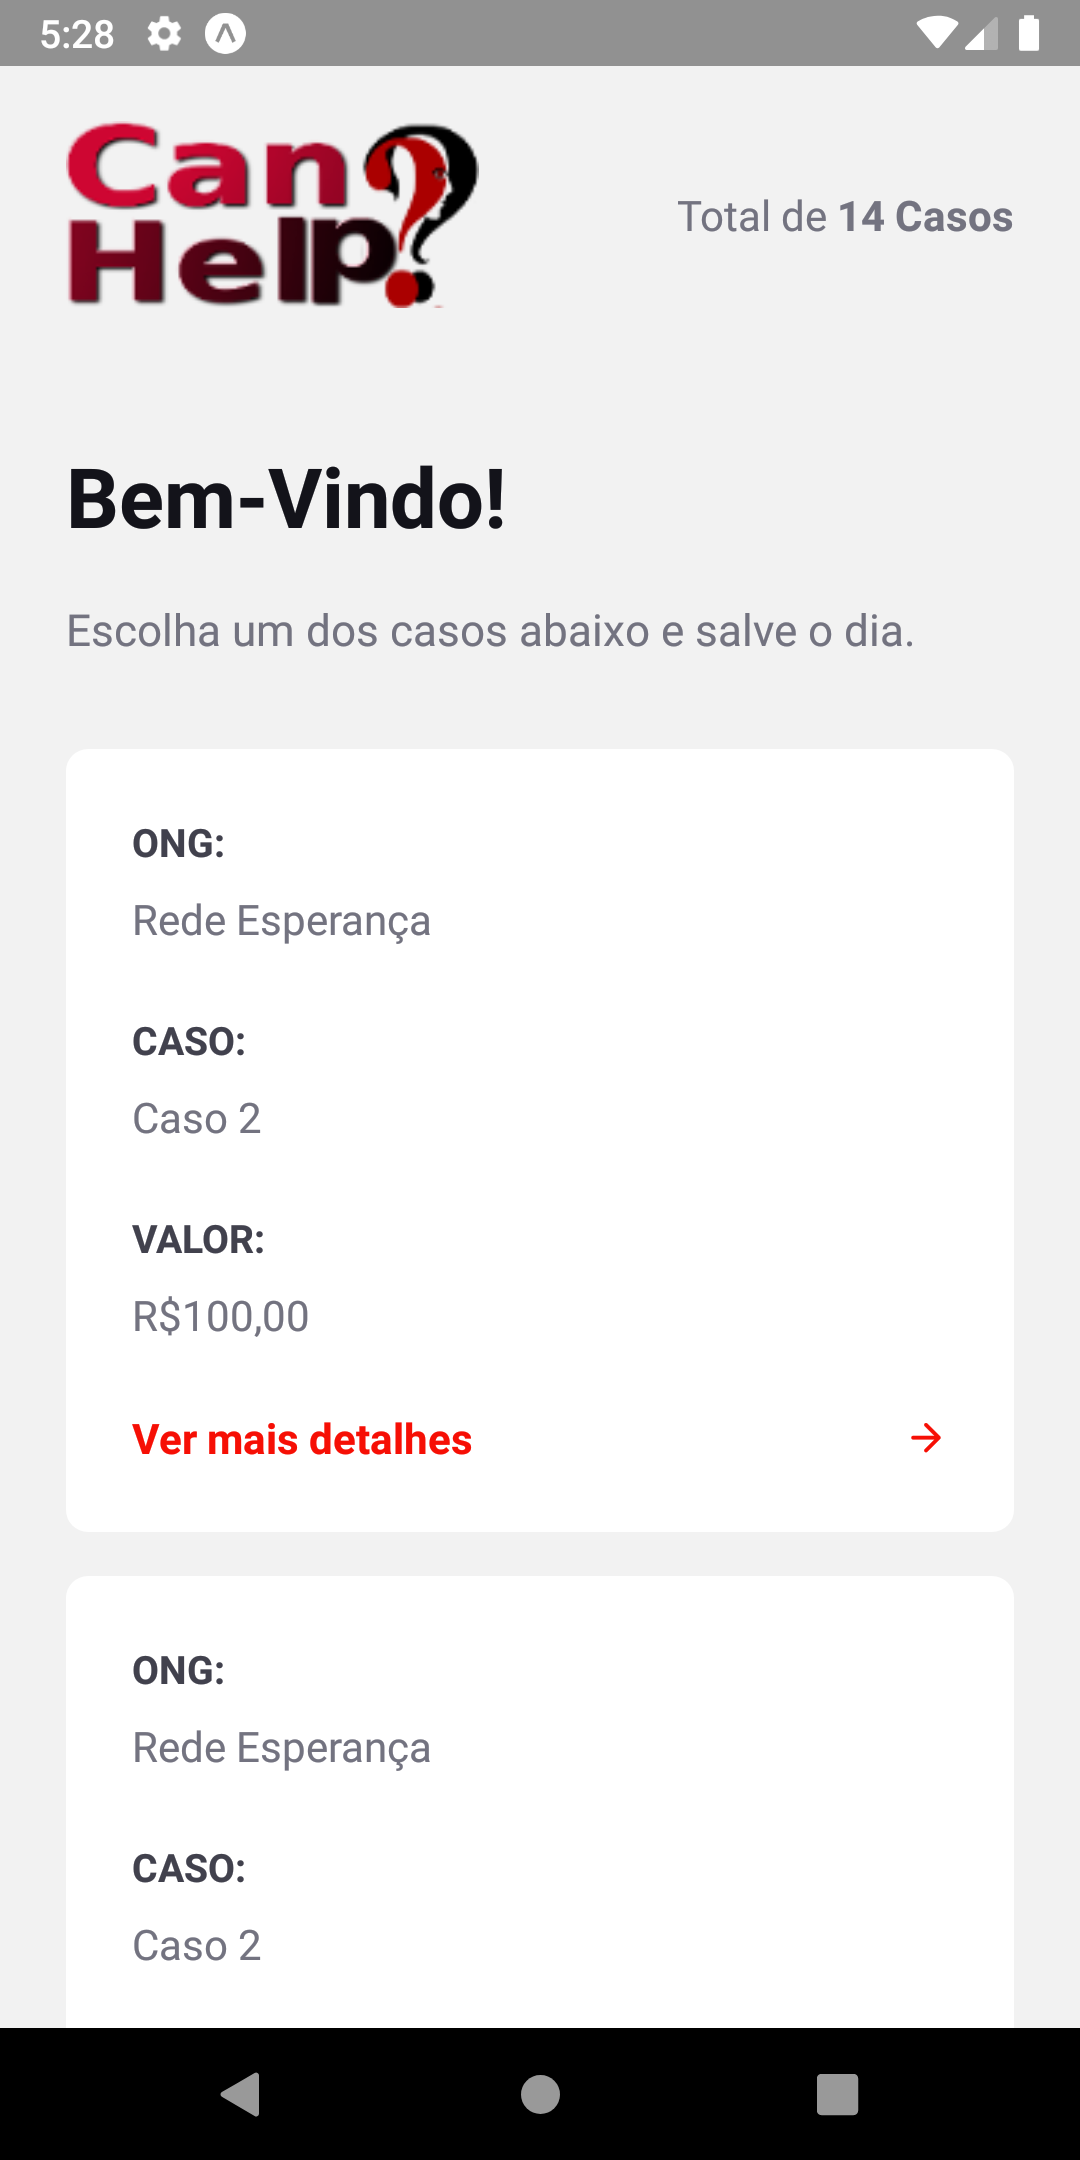 5:28
Can
Help?
Total de 14 Casos
Bem-Vindo!
Escolha um dos casos abaixo e salve o dia.
ONG:
Rede Esperança
CASO:
Caso 2
VALOR:
R$100,00
Ver mais detalhes
ONG:
Rede Esperança
CASO:
Caso 2